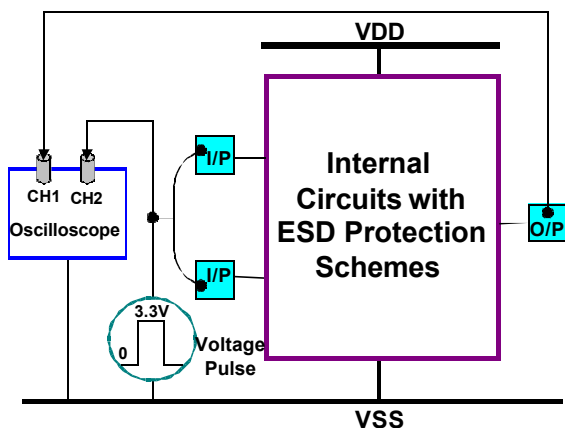 VDD
I/P
Internal
Circuits with
ESD Protection
Schemes
CH1
CH2
Oscilloscope
O/P
I/P
3.3V
0
Voltage
Pulse
VSS